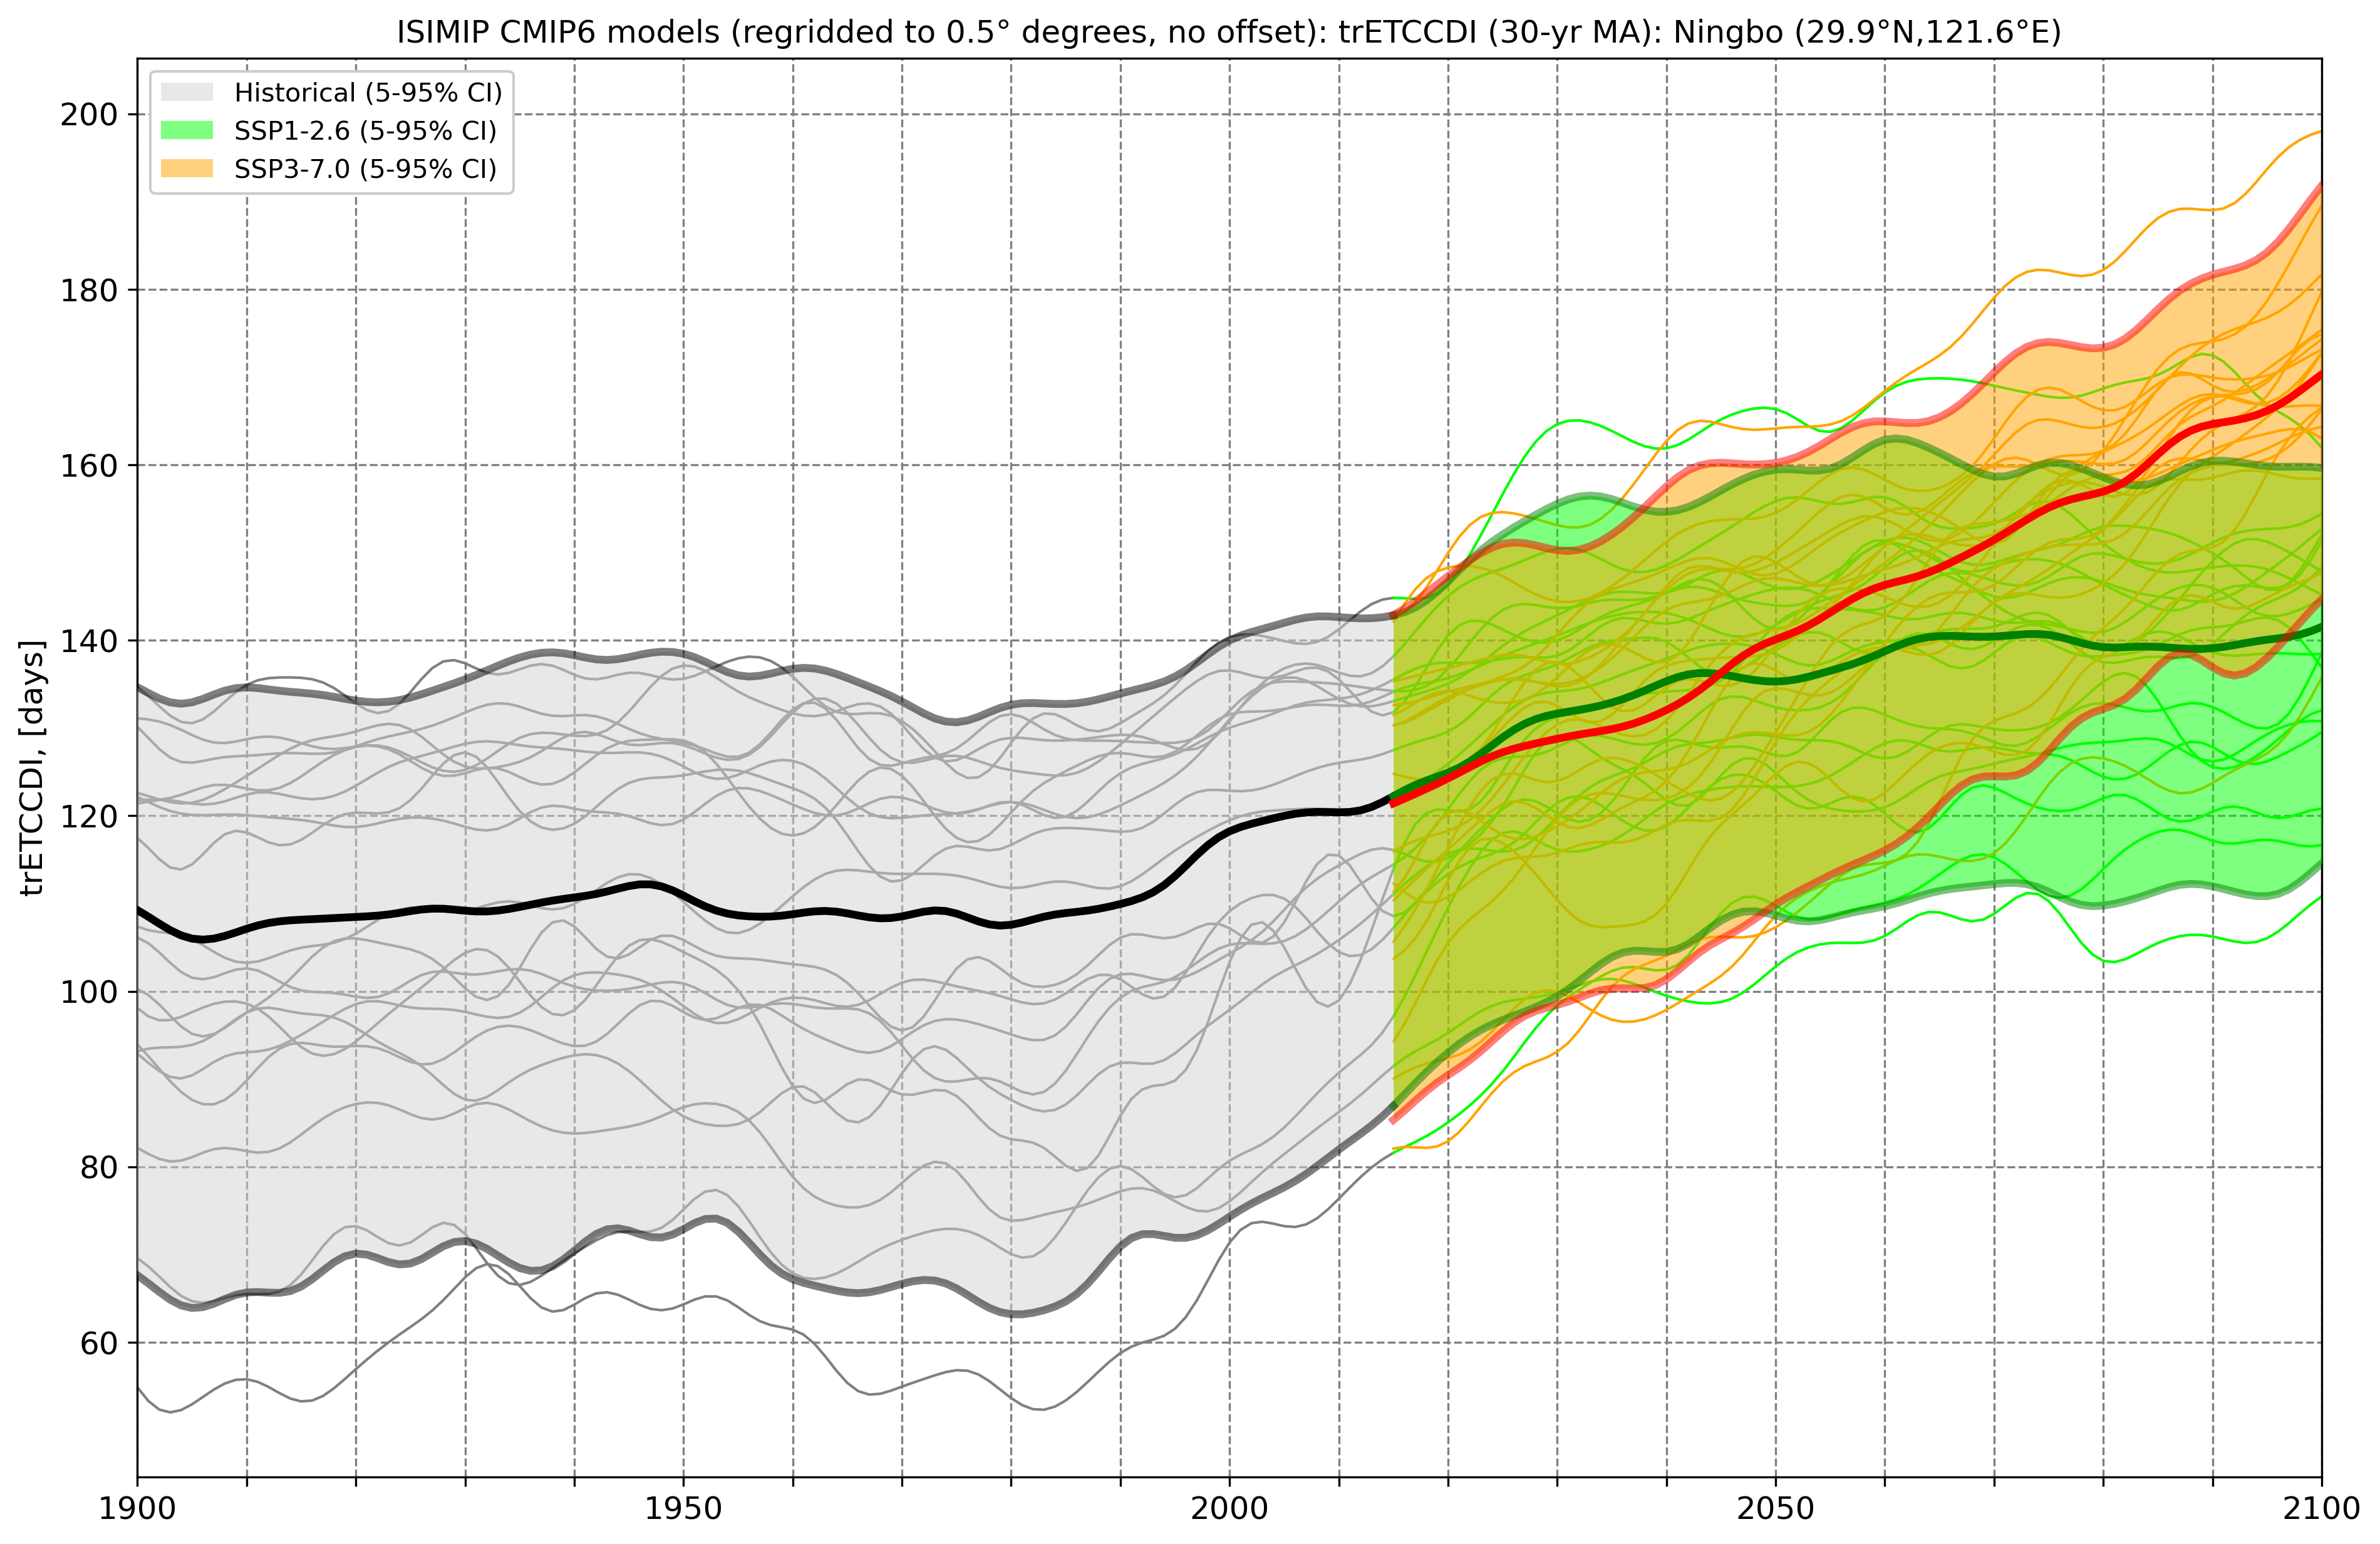 ISIMIP CMIP6 models (regridded to 0.5° degrees, no offset): trETCCDI (30-yr MA): Ningbo (29.9°N,121.6°E)
Historical (5-95% CI)
SSP1-2.6 (5-95% CI)
SSP3-7.0 (5-95% CI)
200
180
160
140
120
100
80
60
trETCCDI, [days]
1900 1950 2000 2050 2100